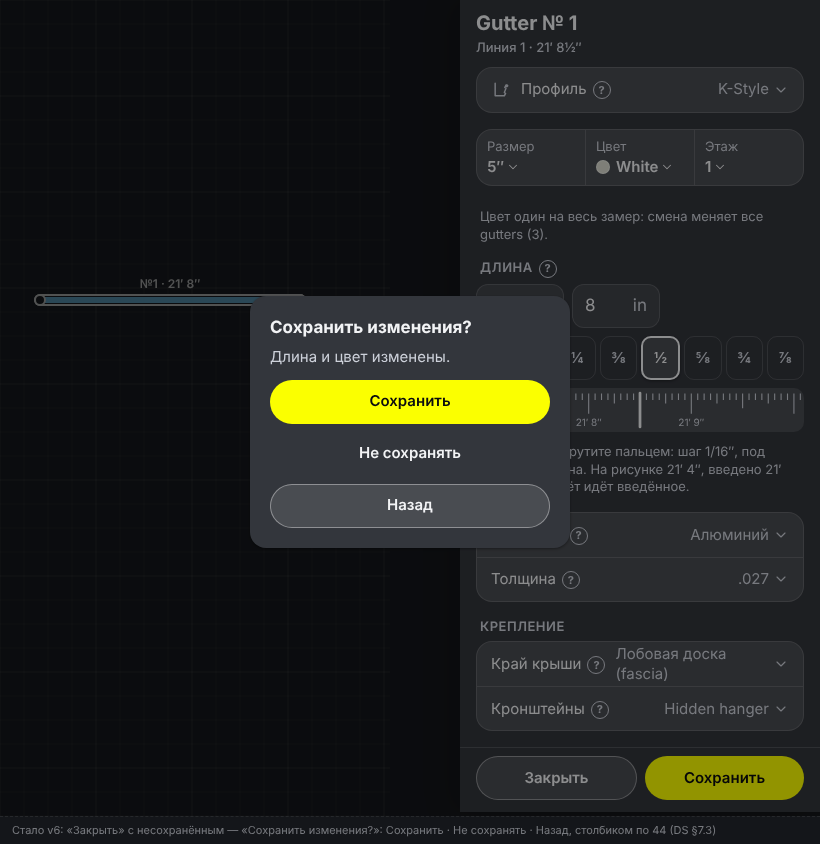 Gutter № 1
Линия 1 · 21′ 8½″
Профиль ? K-Style
Размер Цвет Этаж
5″ White 1
Цвет один на весь замер: смена меняет все
gutters (3).
ДЛИНА ?
№1 · 21′ 8″
8 in
¼ ⅜ ½ ⅝ ¾ ⅞
21′ 8″ 21′ 9″
Сохранить изменения?
Длина и цвет изменены.
Сохранить
Не сохранять
Назад
рутите пальцем: шаг 1/16″, под
на. На рисунке 21′ 4″, введено 21′
ёт идёт введённое.
? Алюминий
Толщина ? .027
КРЕПЛЕНИЕ
Край крыши ? Лобовая доска
(fascia)
Кронштейны ? Hidden hanger
Закрыть Сохранить
Стало v6: «Закрыть» с несохранённым — «Сохранить изменения?»: Сохранить · Не сохранять · Назад, столбиком по 44 (DS §7.3)